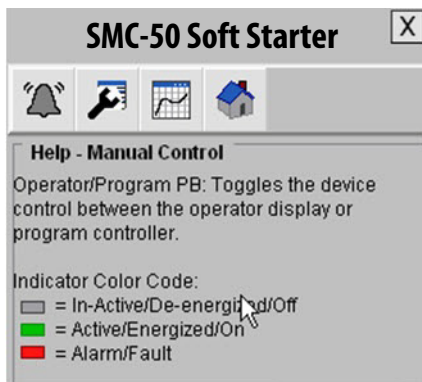 SMC-50 Soft Starter
X
Help - Manual Control
Operator/Program PB: Toggles the device
control between the operator display or
program controller.
Indicator Color Code:
= In-Active/De-energized/Off
= Active/Energized/On
= Alarm/Fault